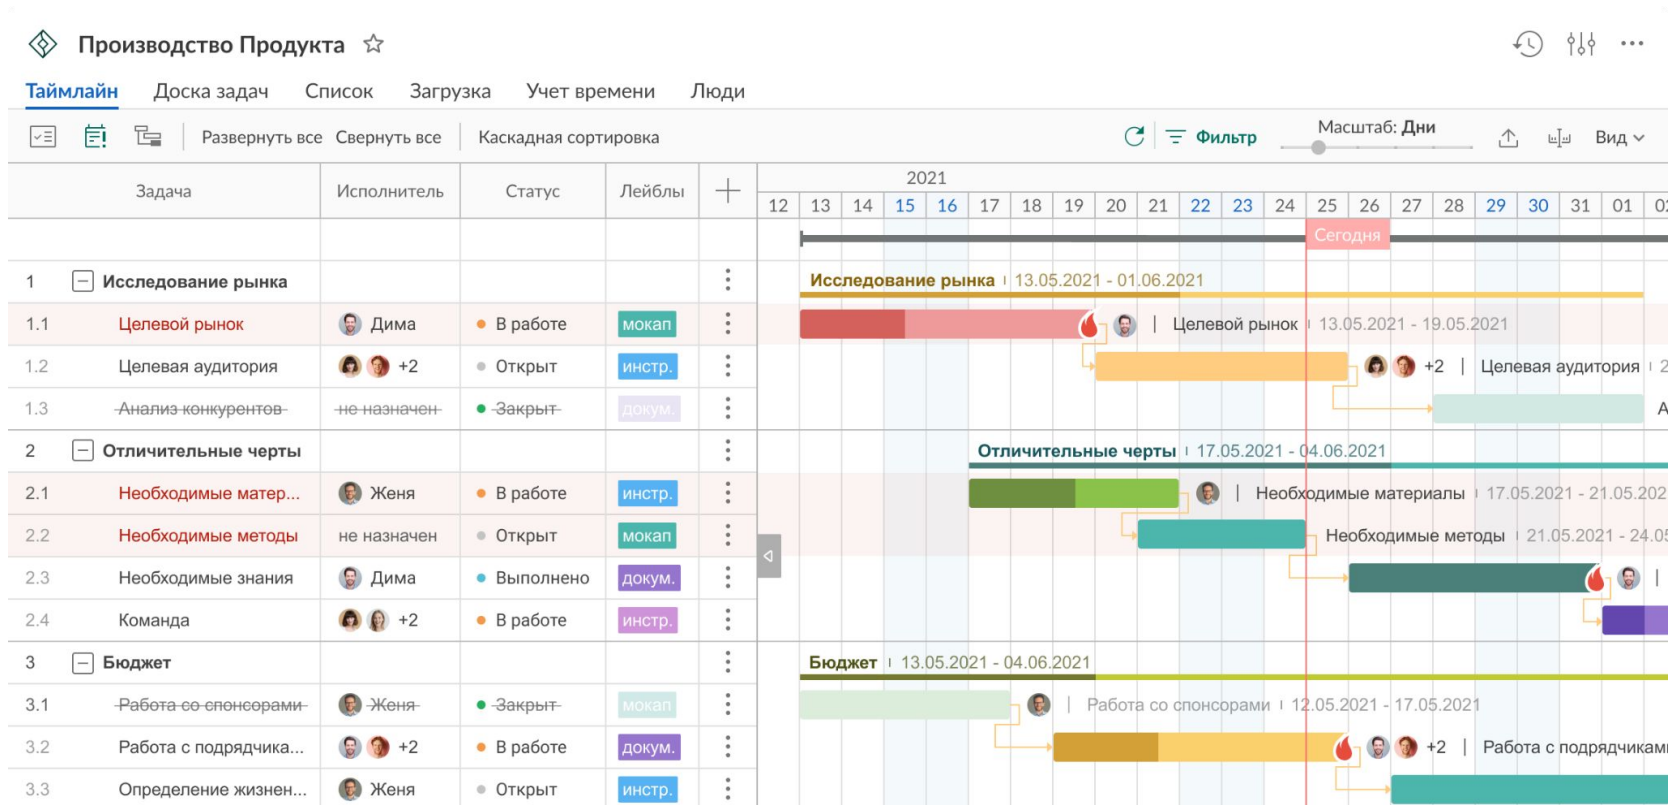 Производство Продукта
Таймлайн Доска задач Список Загрузка Учет времени Люди
Развернуть все Свернуть все Каскадная сортировка Фильтр Масштаб: Дни Вид
Задача Исполнитель Статус Лейблы
2021
12 13 14 15 16 17 18 19 20 21 22 23 24 25 26 27 28 29 30 31 01 02
Сегодня
1 Исследование рынка Исследование рынка 13.05.2021 - 01.06.2021
1.1 Целевой рынок Дима В работе мокап | Целевой рынок 13.05.2021 - 19.05.2021
1.2 Целевая аудитория +2 Открыт инстр. +2 | Целевая аудитория 2
1.3 Анализ конкурентов не назначен Закрыт докум. А
2 Отличительные черты Отличительные черты 17.05.2021 - 04.06.2021
2.1 Необходимые матер... Женя В работе инстр. | Необходимые материалы 17.05.2021 - 21.05.202
2.2 Необходимые методы не назначен Открыт мокап Необходимые методы 21.05.2021 - 24.05
2.3 Необходимые знания Дима Выполнено докум. |
2.4 Команда +2 В работе инстр.
3 Бюджет Бюджет 13.05.2021 - 04.06.2021
3.1 Работа со спонсорами Женя Закрыт мокап | Работа со спонсорами 12.05.2021 - 17.05.2021
3.2 Работа с подрядчика... +2 В работе докум. +2 | Работа с подрядчиками
3.3 Определение жизнен... Женя Открыт инстр.